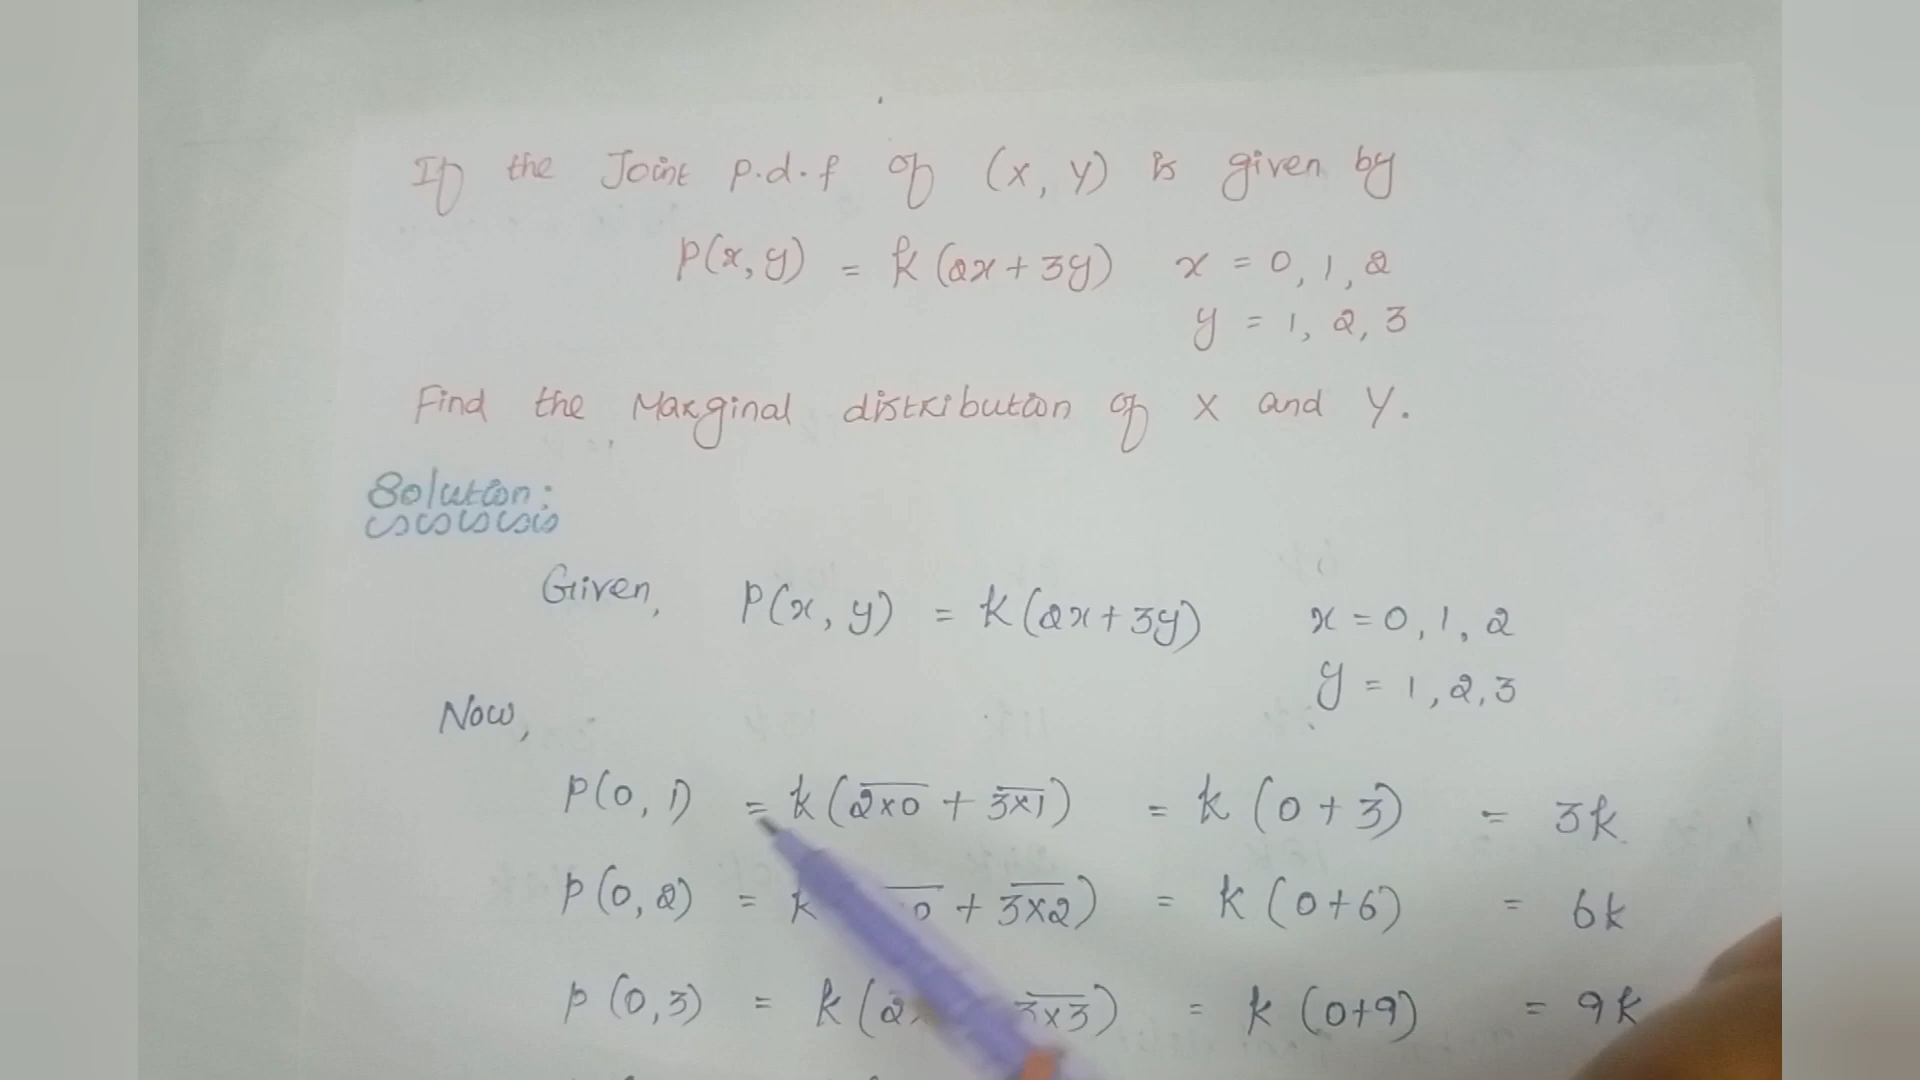 If the Joint p.d.f of (x, y) is given by
P(x, y) = k (2x + 3y) x = 0, 1, 2
y = 1, 2, 3
Find the Marginal distribution of X and Y.
Solution:
Given, P(x, y) = k (2x + 3y) x = 0, 1, 2
y = 1, 2, 3
Now,
P(0, 1) = k (2×0 + 3×1) = k (0 + 3) = 3k
P(0, 2) = k 0 + 3×2) = k (0+6) = 6k
P(0, 3) = k (2 3×3) = k (0+9) = 9k